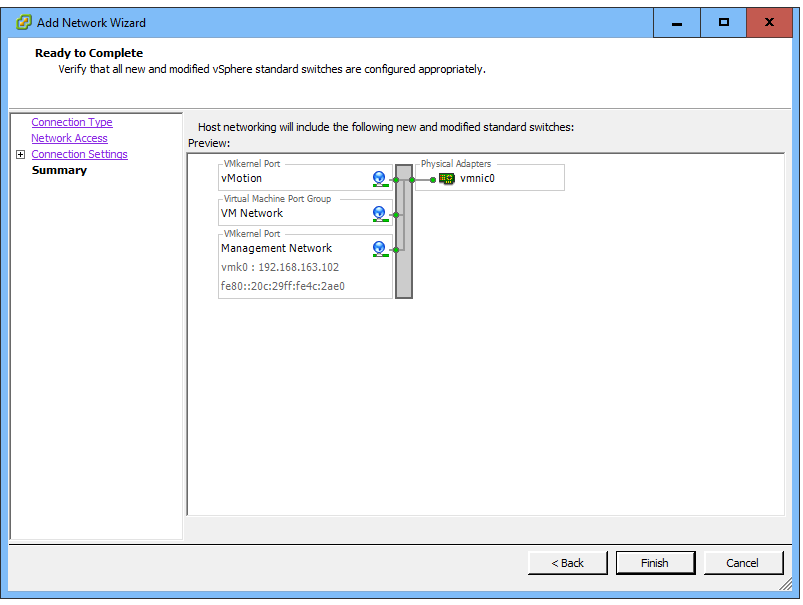 Add Network Wizard
Ready to Complete
Verify that all new and modified vSphere standard switches are configured appropriately.
Connection Type
Network Access
Connection Settings
Summary
Host networking will include the following new and modified standard switches:
Preview:
VMkernel Port
vMotion
Physical Adapters
vmnic0
Virtual Machine Port Group
VM Network
VMkernel Port
Management Network
vmk0 : 192.168.163.102
fe80::20c:29ff:fe4c:2ae0
< Back
Finish
Cancel